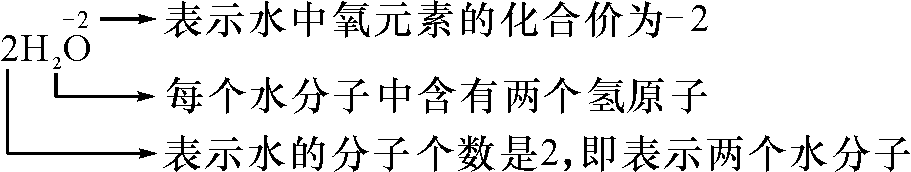 -2 表示水中氧元素的化合价为-2
2H₂O
每个水分子中含有两个氢原子
表示水的分子个数是2,即表示两个水分子